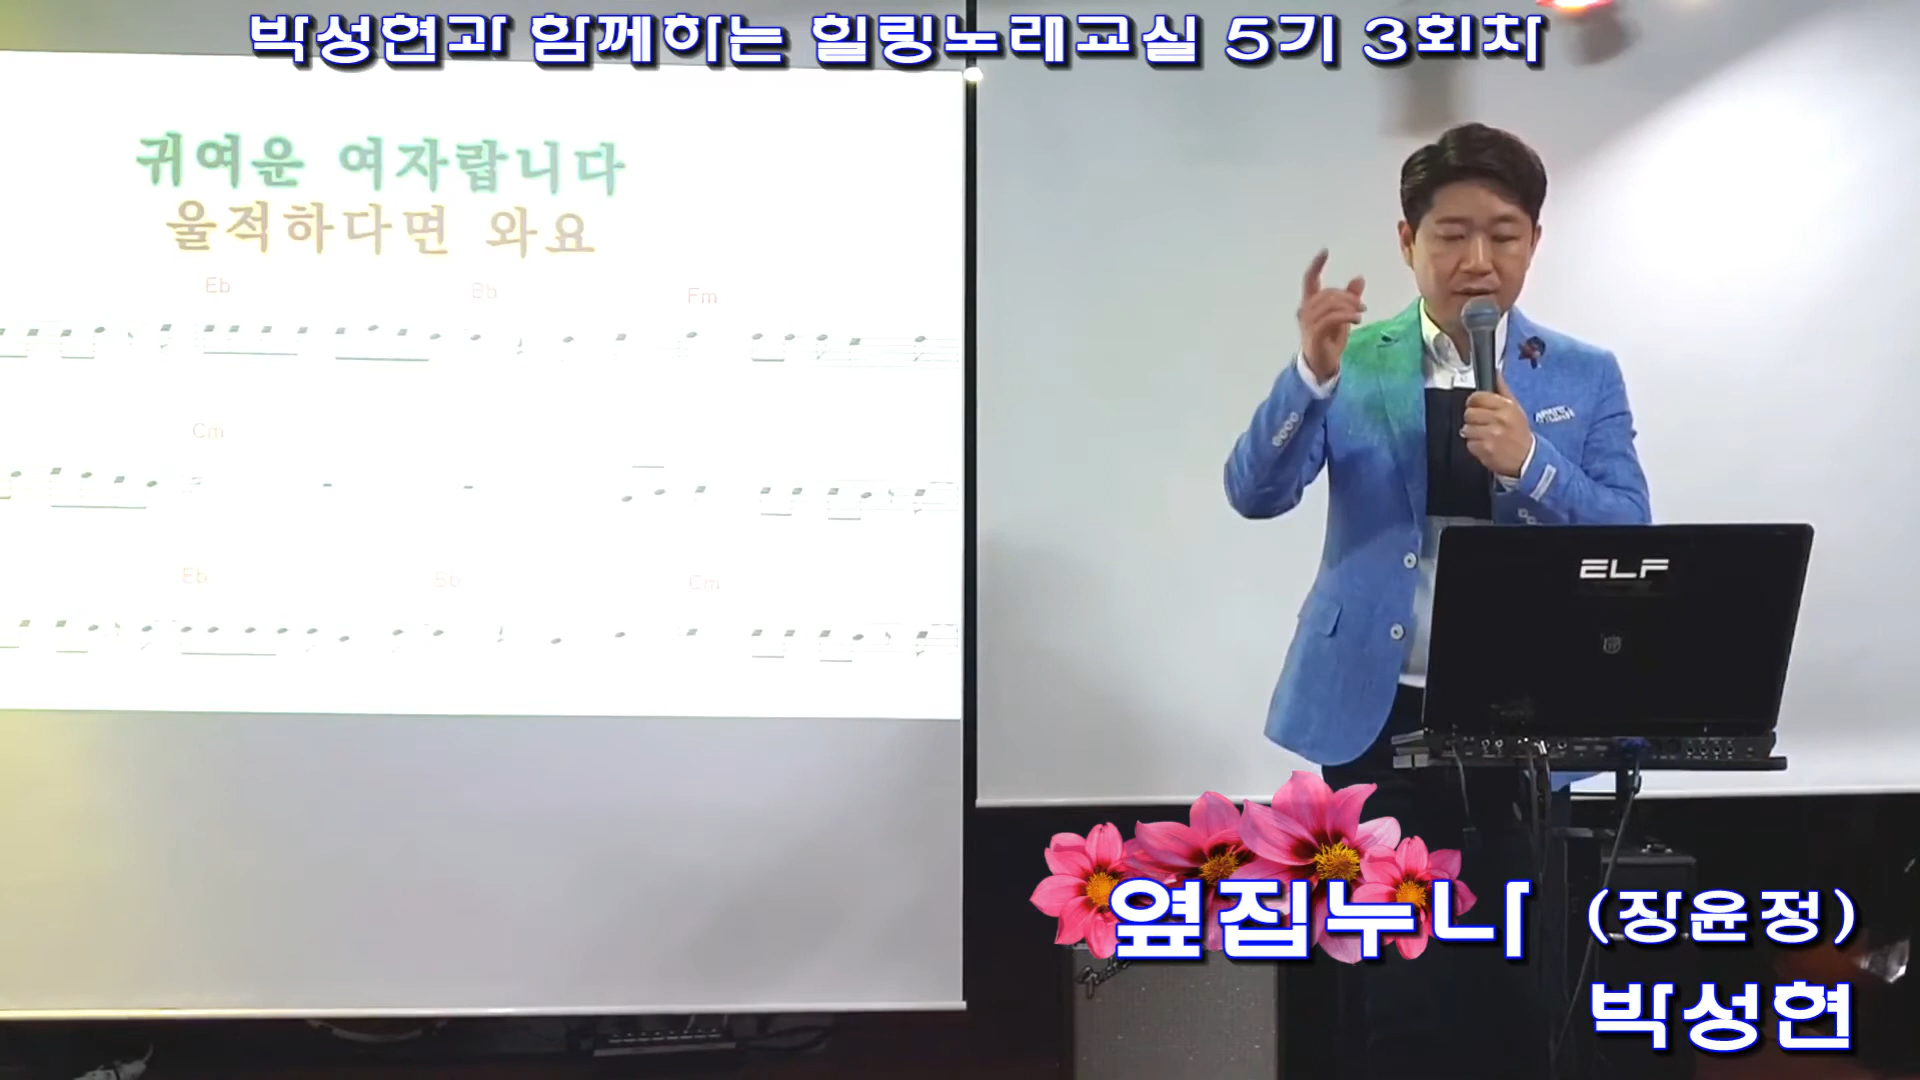 박성현과 함께하는 힐링노래교실 5기 3회차
귀여운 여자랍니다
울적하다면 와요
Eb Bb Fm
Cm
Eb Bb Cm
ELF
옆집누나 (장윤정)
박성현